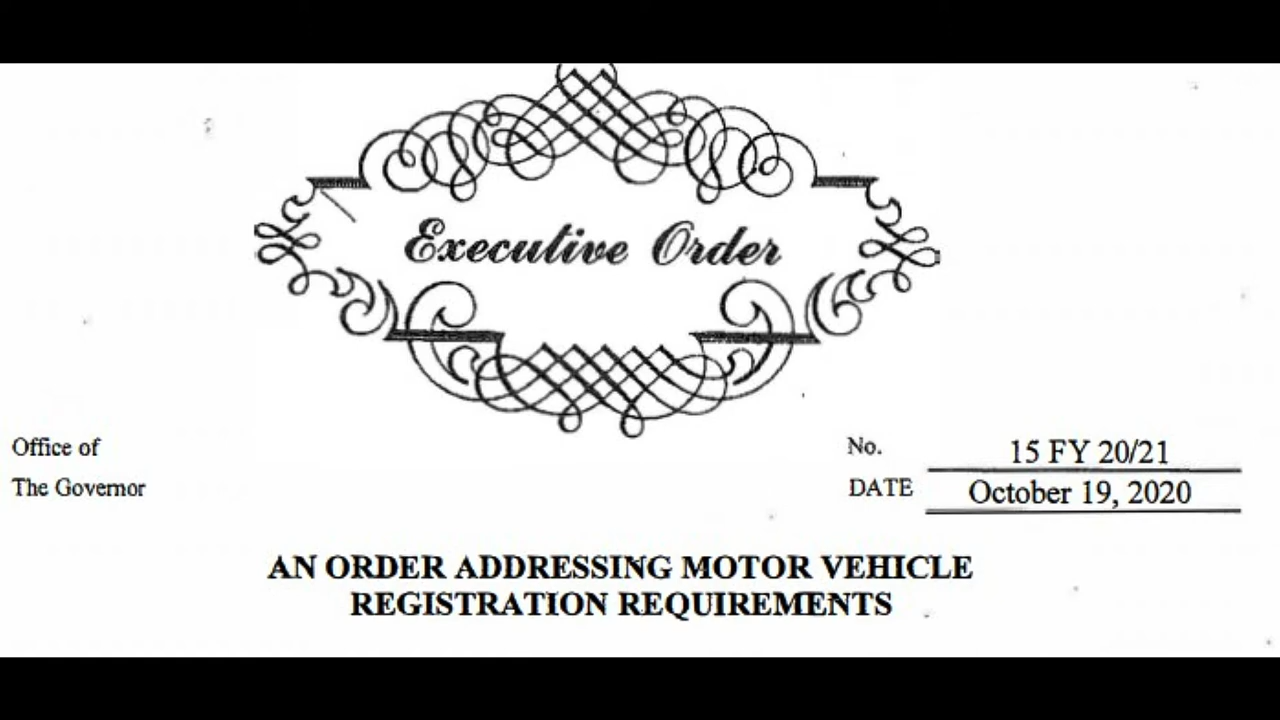 Executive Order
Office of
The Governor
No. 15 FY 20/21
DATE October 19, 2020
AN ORDER ADDRESSING MOTOR VEHICLE
REGISTRATION REQUIREMENTS